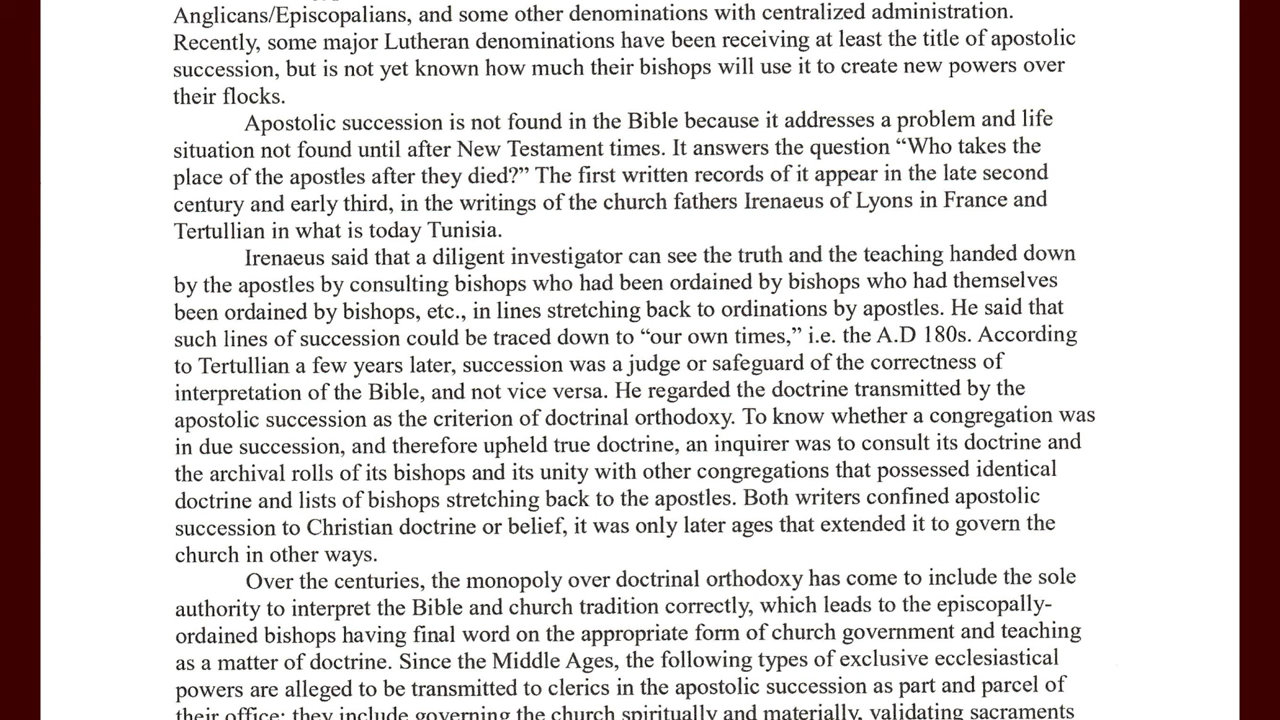 Anglicans/Episcopalians, and some other denominations with centralized administration.
Recently, some major Lutheran denominations have been receiving at least the title of apostolic
succession, but is not yet known how much their bishops will use it to create new powers over
their flocks.
Apostolic succession is not found in the Bible because it addresses a problem and life
situation not found until after New Testament times. It answers the question “Who takes the
place of the apostles after they died?” The first written records of it appear in the late second
century and early third, in the writings of the church fathers Irenaeus of Lyons in France and
Tertullian in what is today Tunisia.
Irenaeus said that a diligent investigator can see the truth and the teaching handed down
by the apostles by consulting bishops who had been ordained by bishops who had themselves
been ordained by bishops, etc., in lines stretching back to ordinations by apostles. He said that
such lines of succession could be traced down to “our own times,” i.e. the A.D 180s. According
to Tertullian a few years later, succession was a judge or safeguard of the correctness of
interpretation of the Bible, and not vice versa. He regarded the doctrine transmitted by the
apostolic succession as the criterion of doctrinal orthodoxy. To know whether a congregation was
in due succession, and therefore upheld true doctrine, an inquirer was to consult its doctrine and
the archival rolls of its bishops and its unity with other congregations that possessed identical
doctrine and lists of bishops stretching back to the apostles. Both writers confined apostolic
succession to Christian doctrine or belief, it was only later ages that extended it to govern the
church in other ways.
Over the centuries, the monopoly over doctrinal orthodoxy has come to include the sole
authority to interpret the Bible and church tradition correctly, which leads to the episcopally-
ordained bishops having final word on the appropriate form of church government and teaching
as a matter of doctrine. Since the Middle Ages, the following types of exclusive ecclesiastical
powers are alleged to be transmitted to clerics in the apostolic succession as part and parcel of
their office: they include governing the church spiritually and materially, validating sacraments